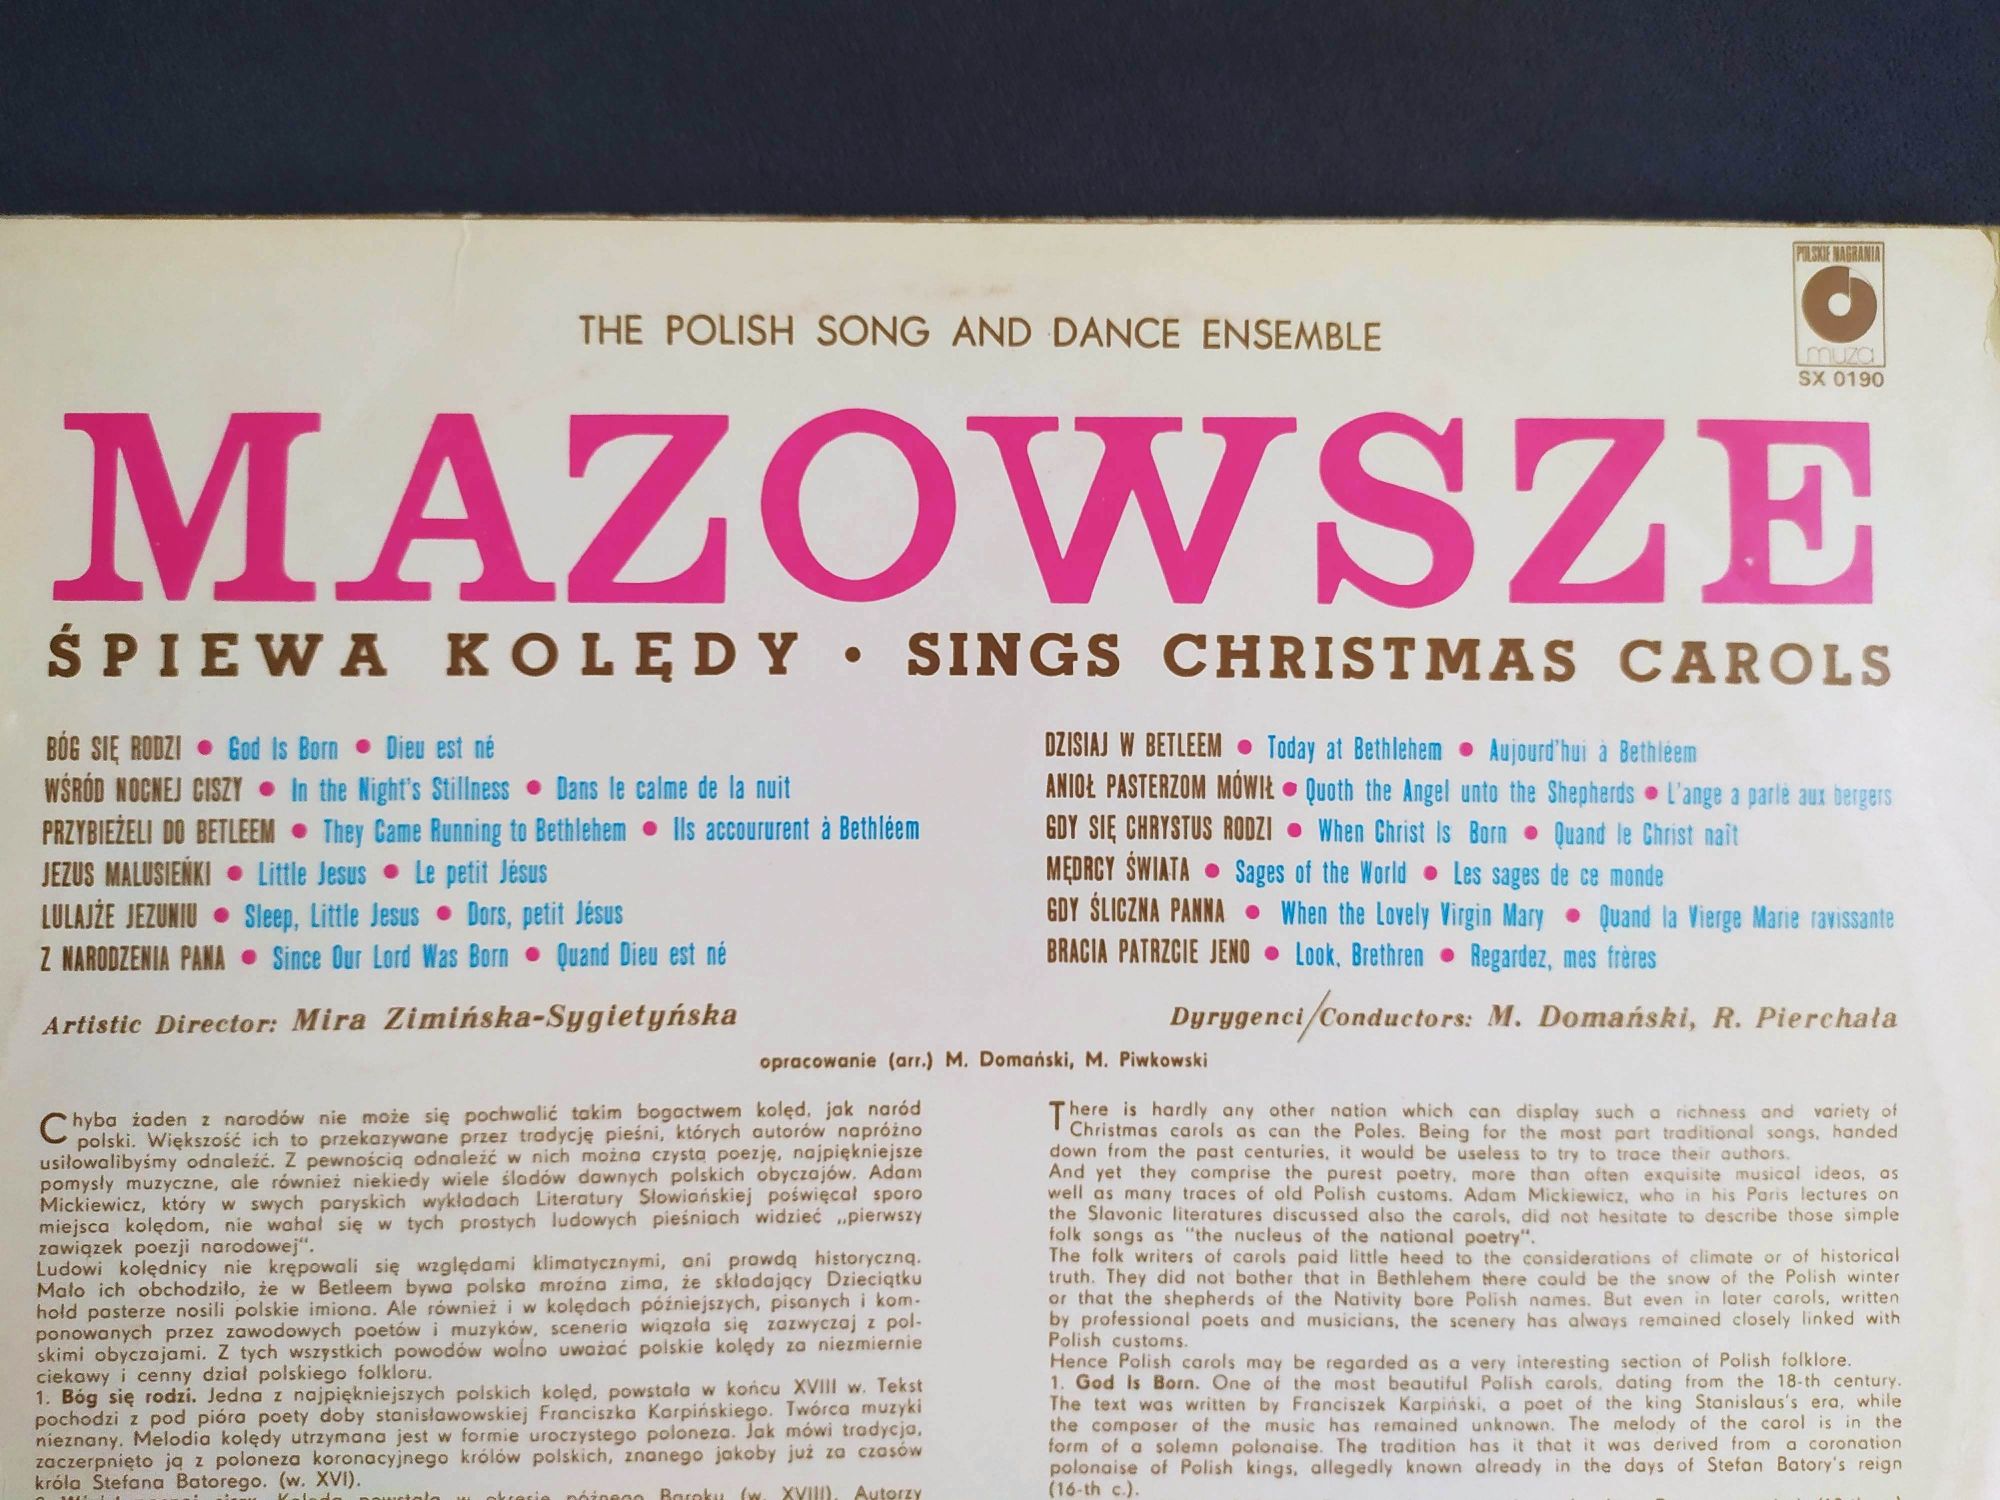 POLSKIE NAGRANIA
muza
SX 0190
THE POLISH SONG AND DANCE ENSEMBLE
MAZOWSZE
ŚPIEWA KOLĘDY • SINGS CHRISTMAS CAROLS
BÓG SIĘ RODZI • God Is Born • Dieu est né
WŚRÓD NOCNEJ CISZY • In the Night's Stillness • Dans le calme de la nuit
PRZYBIEŻELI DO BETLEEM • They Came Running to Bethlehem • Ils accoururent à Bethléem
JEZUS MALUSIEŃKI • Little Jesus • Le petit Jésus
LULAJŻE JEZUNIU • Sleep, Little Jesus • Dors, petit Jésus
Z NARODZENIA PANA • Since Our Lord Was Born • Quand Dieu est né
DZISIAJ W BETLEEM • Today at Bethlehem • Aujourd'hui à Bethléem
ANIOŁ PASTERZOM MÓWIŁ • Quoth the Angel unto the Shepherds • L'ange a parlè aux bergers
GDY SIĘ CHRYSTUS RODZI • When Christ Is Born • Quand le Christ naît
MĘDRCY ŚWIATA • Sages of the World • Les sages de ce monde
GDY ŚLICZNA PANNA • When the Lovely Virgin Mary • Quand la Vierge Marie ravissante
BRACIA PATRZCIE JENO • Look, Brethren • Regardez, mes frères
Artistic Director: Mira Zimińska-Sygietyńska
Dyrygenci/Conductors: M. Domański, R. Pierchała
opracowanie (arr.) M. Domański, M. Piwkowski
Chyba żaden z narodów nie może się pochwalić takim bogactwem kolęd, jak naród
polski. Większość ich to przekazywane przez tradycję pieśni, których autorów napróżno
usiłowalibyśmy odnaleźć. Z pewnością odnaleźć w nich można czystą poezję, najpiękniejsze
pomysły muzyczne, ale również niekiedy wiele śladów dawnych polskich obyczajów. Adam
Mickiewicz, który w swych paryskich wykładach Literatury Słowiańskiej poświęcał sporo
miejsca kolędom, nie wahał się w tych prostych ludowych pieśniach widzieć „pierwszy
zawiązek poezji narodowej".
Ludowi kolędnicy nie krępowali się względami klimatycznymi, ani prawdą historyczną.
Mało ich obchodziło, że w Betleem bywa polska mroźna zima, że składający Dzieciątku
hołd pasterze nosili polskie imiona. Ale również i w kolędach późniejszych, pisanych i kom-
ponowanych przez zawodowych poetów i muzyków, sceneria wiązała się zazwyczaj z pol-
skimi obyczajami. Z tych wszystkich powodów wolno uważać polskie kolędy za niezmiernie
ciekawy i cenny dział polskiego folkloru.
1. Bóg się rodzi. Jedna z najpiękniejszych polskich kolęd, powstała w końcu XVIII w. Tekst
pochodzi z pod pióra poety doby stanisławowskiej Franciszka Karpińskiego. Twórca muzyki
nieznany. Melodia kolędy utrzymana jest w formie uroczystego poloneza. Jak mówi tradycja,
zaczerpnięto ją z poloneza koronacyjnego królów polskich, znanego jakoby już za czasów
króla Stefana Batorego. (w. XVI).
Kolęda powstała w okresie późnego Baroku (w. XVIII). Autorzy
There is hardly any other nation which can display such a richness and variety of
Christmas carols as can the Poles. Being for the most part traditional songs, handed
down from the past centuries, it would be useless to try to trace their authors.
And yet they comprise the purest poetry, more than often exquisite musical ideas, as
well as many traces of old Polish customs. Adam Mickiewicz, who in his Paris lectures on
the Slavonic literatures discussed also the carols, did not hesitate to describe those simple
folk songs as "the nucleus of the national poetry".
The folk writers of carols paid little heed to the considerations of climate or of historical
truth. They did not bother that in Bethlehem there could be the snow of the Polish winter
or that the shepherds of the Nativity bore Polish names. But even in later carols, written
by professional poets and musicians, the scenery has always remained closely linked with
Polish customs.
Hence Polish carols may be regarded as a very interesting section of Polish folklore.
1. God Is Born. One of the most beautiful Polish carols, dating from the 18-th century.
The text was written by Franciszek Karpiński, a poet of the king Stanislaus's era, while
the composer of the music has remained unknown. The melody of the carol is in the
form of a solemn polonaise. The tradition has it that it was derived from a coronation
polonaise of Polish kings, allegedly known already in the days of Stefan Batory's reign
(16-th c.).